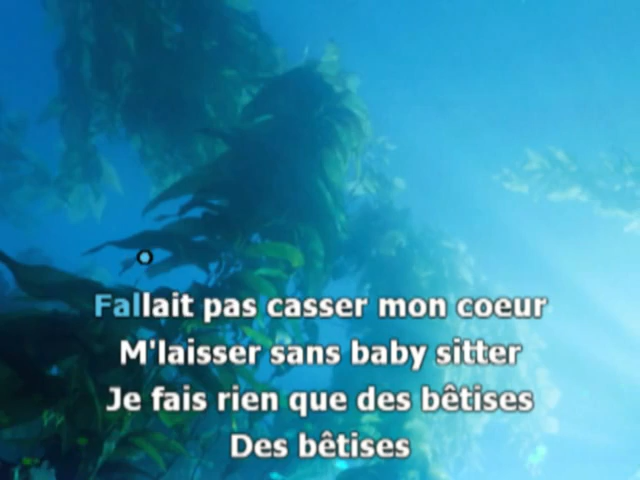 Fallait pas casser mon coeur
M'laisser sans baby sitter
Je fais rien que des bêtises
Des bêtises